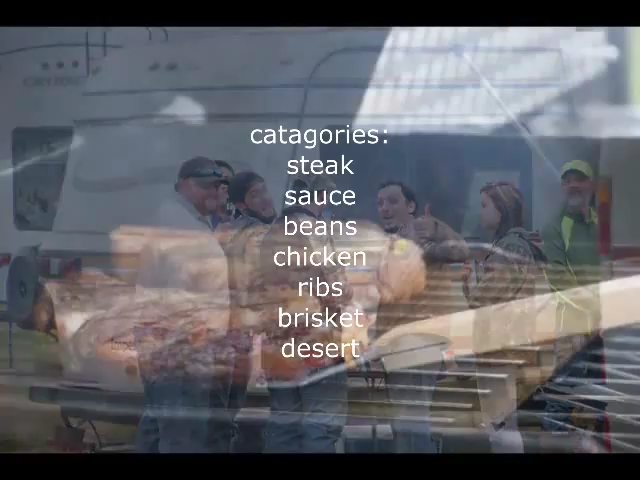 catagories:
steak
sauce
beans
chicken
ribs
brisket
desert